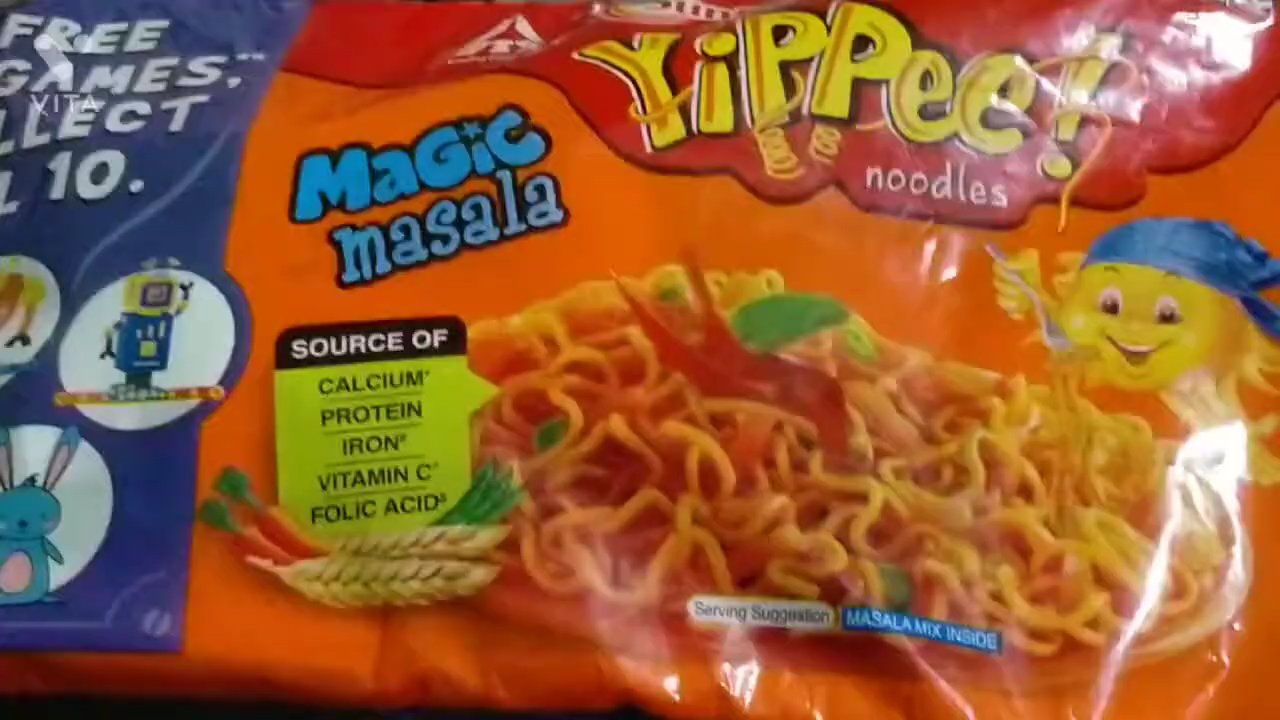 FREE
GAMES,**
LLECT
L 10.
VITA
YiPPee!
noodles
MaGic
masala
SOURCE OF
CALCIUM*
PROTEIN
IRON#
VITAMIN C^
FOLIC ACID$
Serving Suggestion
MASALA MIX INSIDE